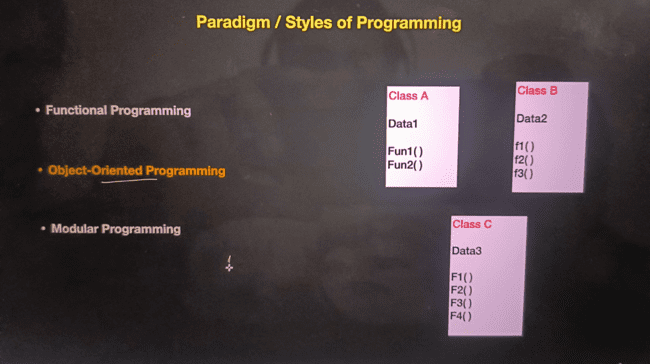 Paradigm / Styles of Programming
• Functional Programming
• Object-Oriented Programming
• Modular Programming
Class A
Data1
Fun1( )
Fun2( )
Class B
Data2
f1( )
f2( )
f3( )
Class C
Data3
F1( )
F2( )
F3( )
F4( )